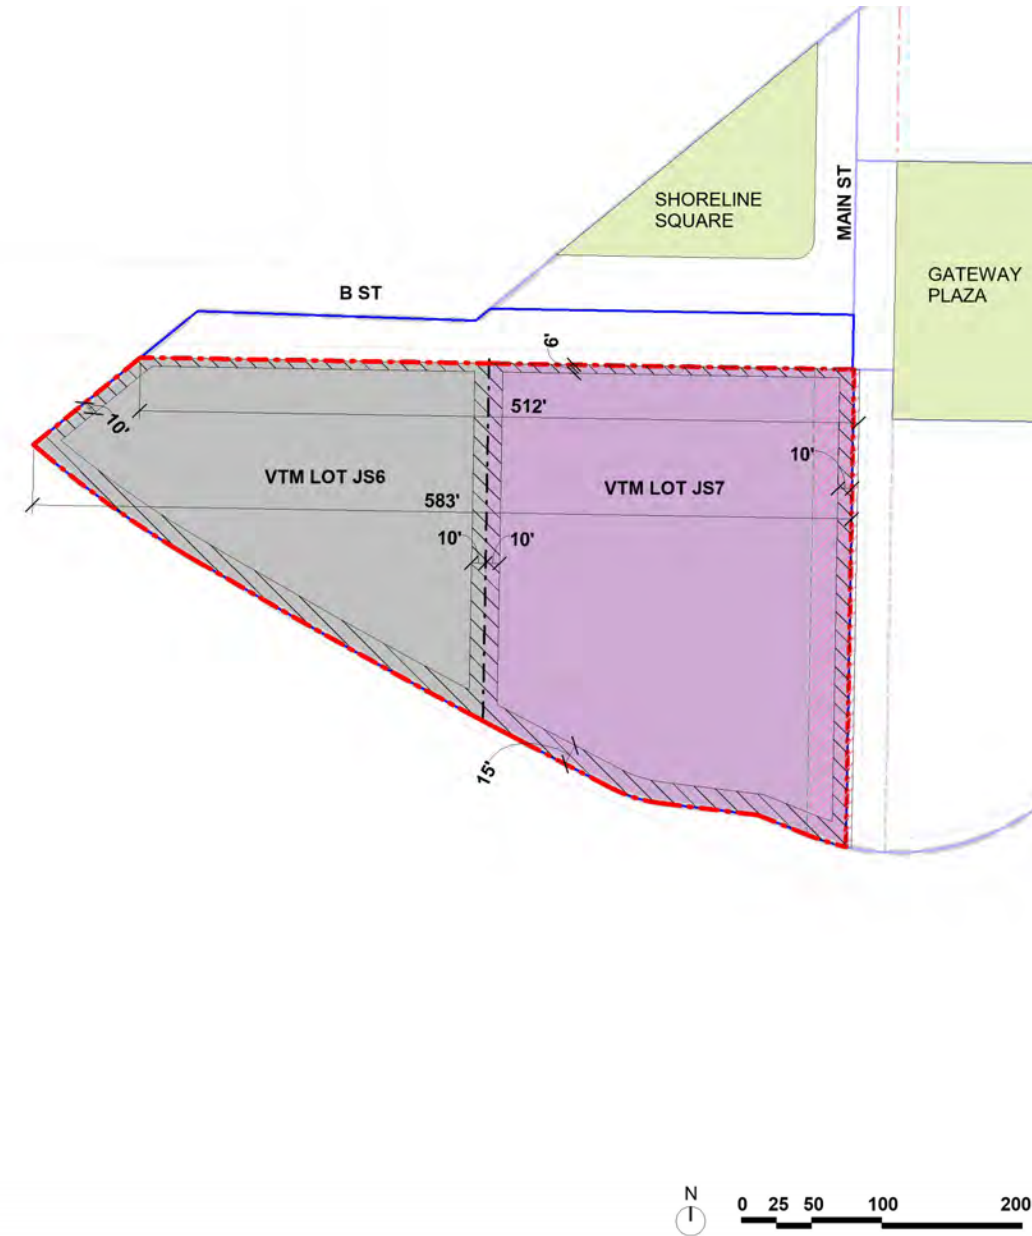 SHORELINE
SQUARE
MAIN ST
GATEWAY
PLAZA
B ST
6'
10'
512'
10'
VTM LOT JS6
VTM LOT JS7
583'
10'
10'
15'
N
0 25 50 100 200